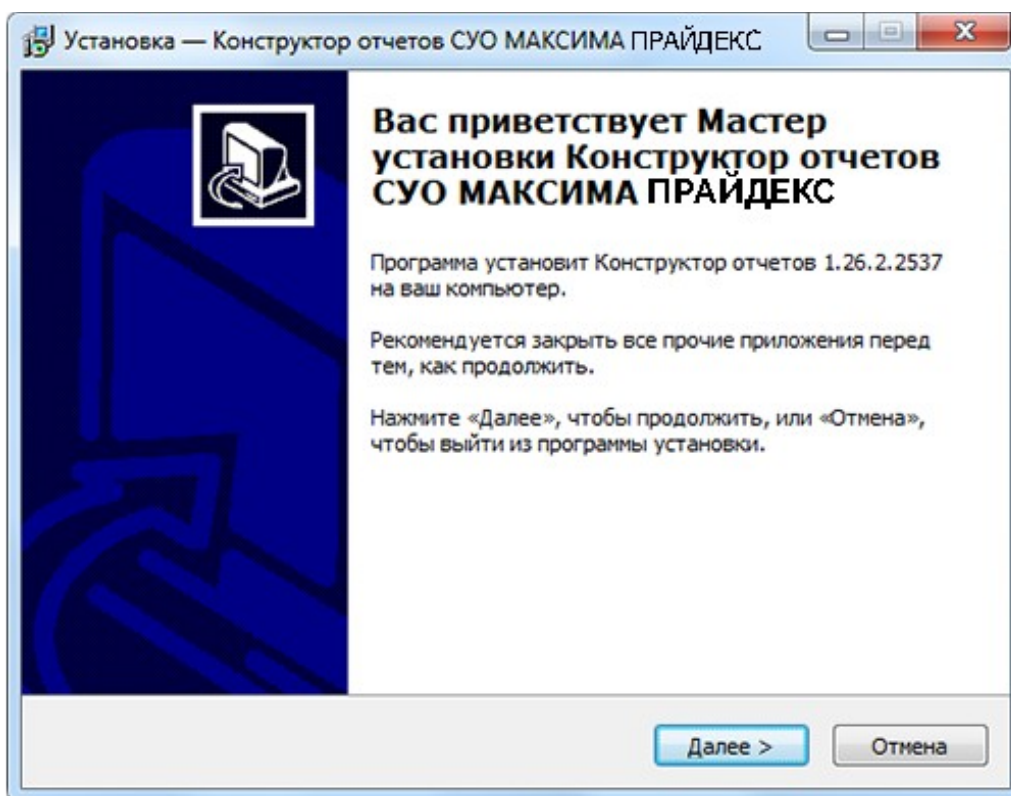 Установка — Конструктор отчетов СУО МАКСИМА ПРАЙДЕКС
Вас приветствует Мастер
установки Конструктор отчетов
СУО МАКСИМА ПРАЙДЕКС
Программа установит Конструктор отчетов 1.26.2.2537
на ваш компьютер.
Рекомендуется закрыть все прочие приложения перед
тем, как продолжить.
Нажмите «Далее», чтобы продолжить, или «Отмена»,
чтобы выйти из программы установки.
Далее >
Отмена